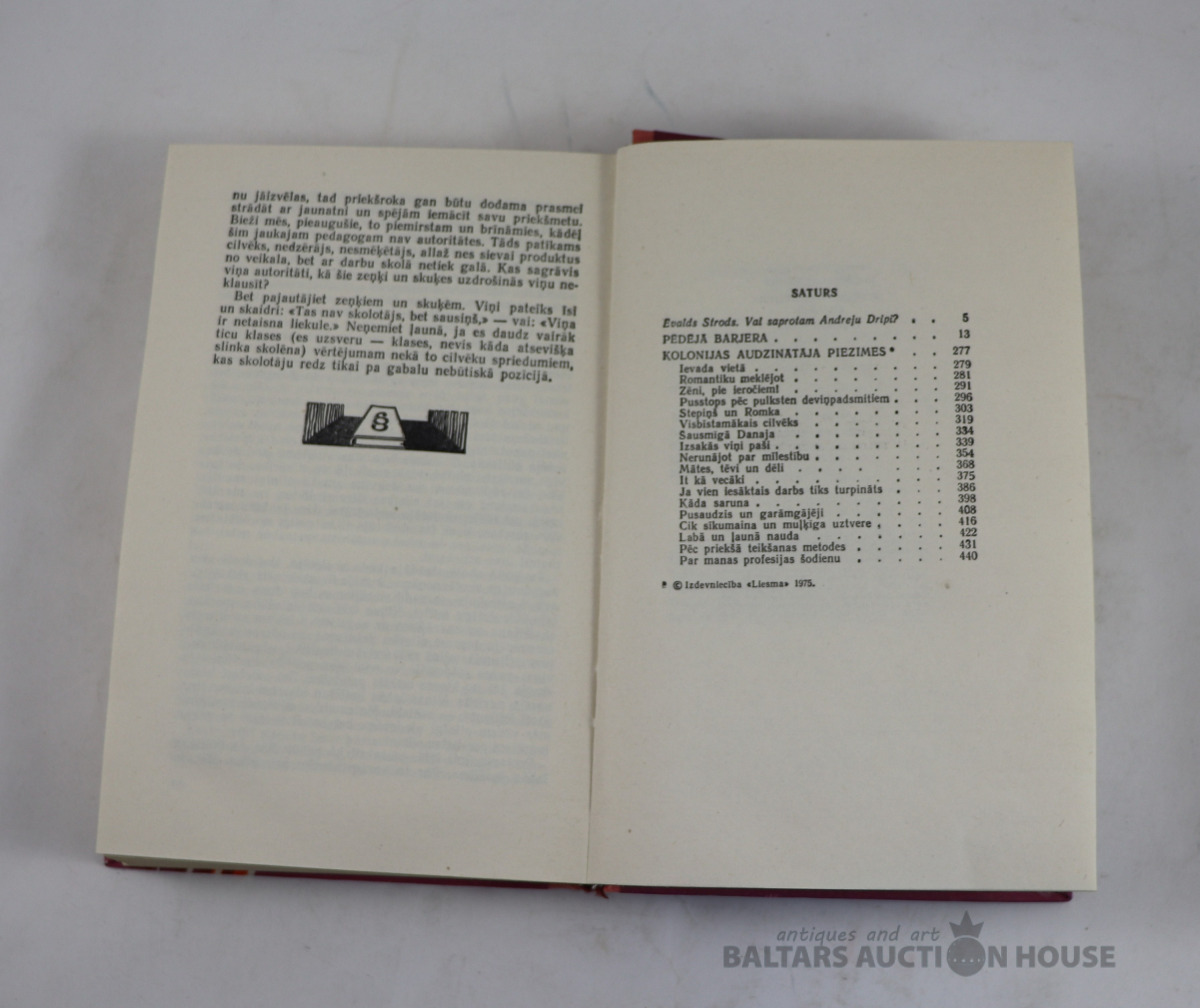 nu jāizvēlas, tad priekšroka gan būtu dodama prasmei
strādāt ar jaunatni un spējām iemācīt savu priekšmetu.
Bieži mēs, pieaugušie, to piemirstam un brīnāmies, kādēļ
šim jaukajam pedagogam nav autoritātes. Tāds patīkams
cilvēks, nedzērājs, nesmēķētājs, allaž nes sievai produktus
no veikala, bet ar darbu skolā netiek galā. Kas sagrāvis
viņa autoritāti, kā šie zeņķi un skuķes uzdrošinās viņu ne-
klausīt?
Bet pajautājiet zeņķiem un skuķēm. Viņi pateiks īsi
un skaidri: «Tas nav skolotājs, bet sausiņš,» — vai: «Viņa
ir netaisna liekule.» Neņemiet ļaunā, ja es daudz vairāk
ticu klases (es uzsveru — klases, nevis kāda atsevišķa
slinka skolēna) vērtējumam nekā to cilvēku spriedumiem,
kas skolotāju redz tikai pa gabalu nebūtiskā pozīcijā.
§
SATURS
Evalds Strods. Vai saprotam Andreju Dripi? . . 5
PĒDĒJĀ BARJERA . . . . . . . . . 13
KOLONIJAS AUDZINĀTĀJA PIEZĪMES * . . 277
Ievada vietā . . . . . . . . . 279
Romantiku meklējot . . . . . . . 281
Zēni, pie ieročiem! . . . . . . . 291
Pusstops pēc pulksten deviņpadsmitiem . . . 296
Stepiņš un Romka . . . . . . . 303
Visbīstamākais cilvēks . . . . . . 319
Šausmīgā Danaja . . . . . . . 334
Izsakās viņi paši . . . . . . . . 339
Nerunājot par mīlestību . . . . . . 354
Mātes, tēvi un dēli . . . . . . . 368
It kā vecāki . . . . . . . . . 375
Ja vien iesāktais darbs tiks turpināts . . . 386
Kāda saruna . . . . . . . . . 398
Pusaudzis un garāmgājēji . . . . . . 408
Cik sīkumaina un muļķīga uztvere . . . . 416
Labā un ļaunā nauda . . . . . . 422
Pēc priekšā teikšanas metodes . . . . . 431
Par manas profesijas šodienu . . . . . 440
* © Izdevniecība «Liesma» 1975.
antiques and art
BALTARS AUCTION HOUSE